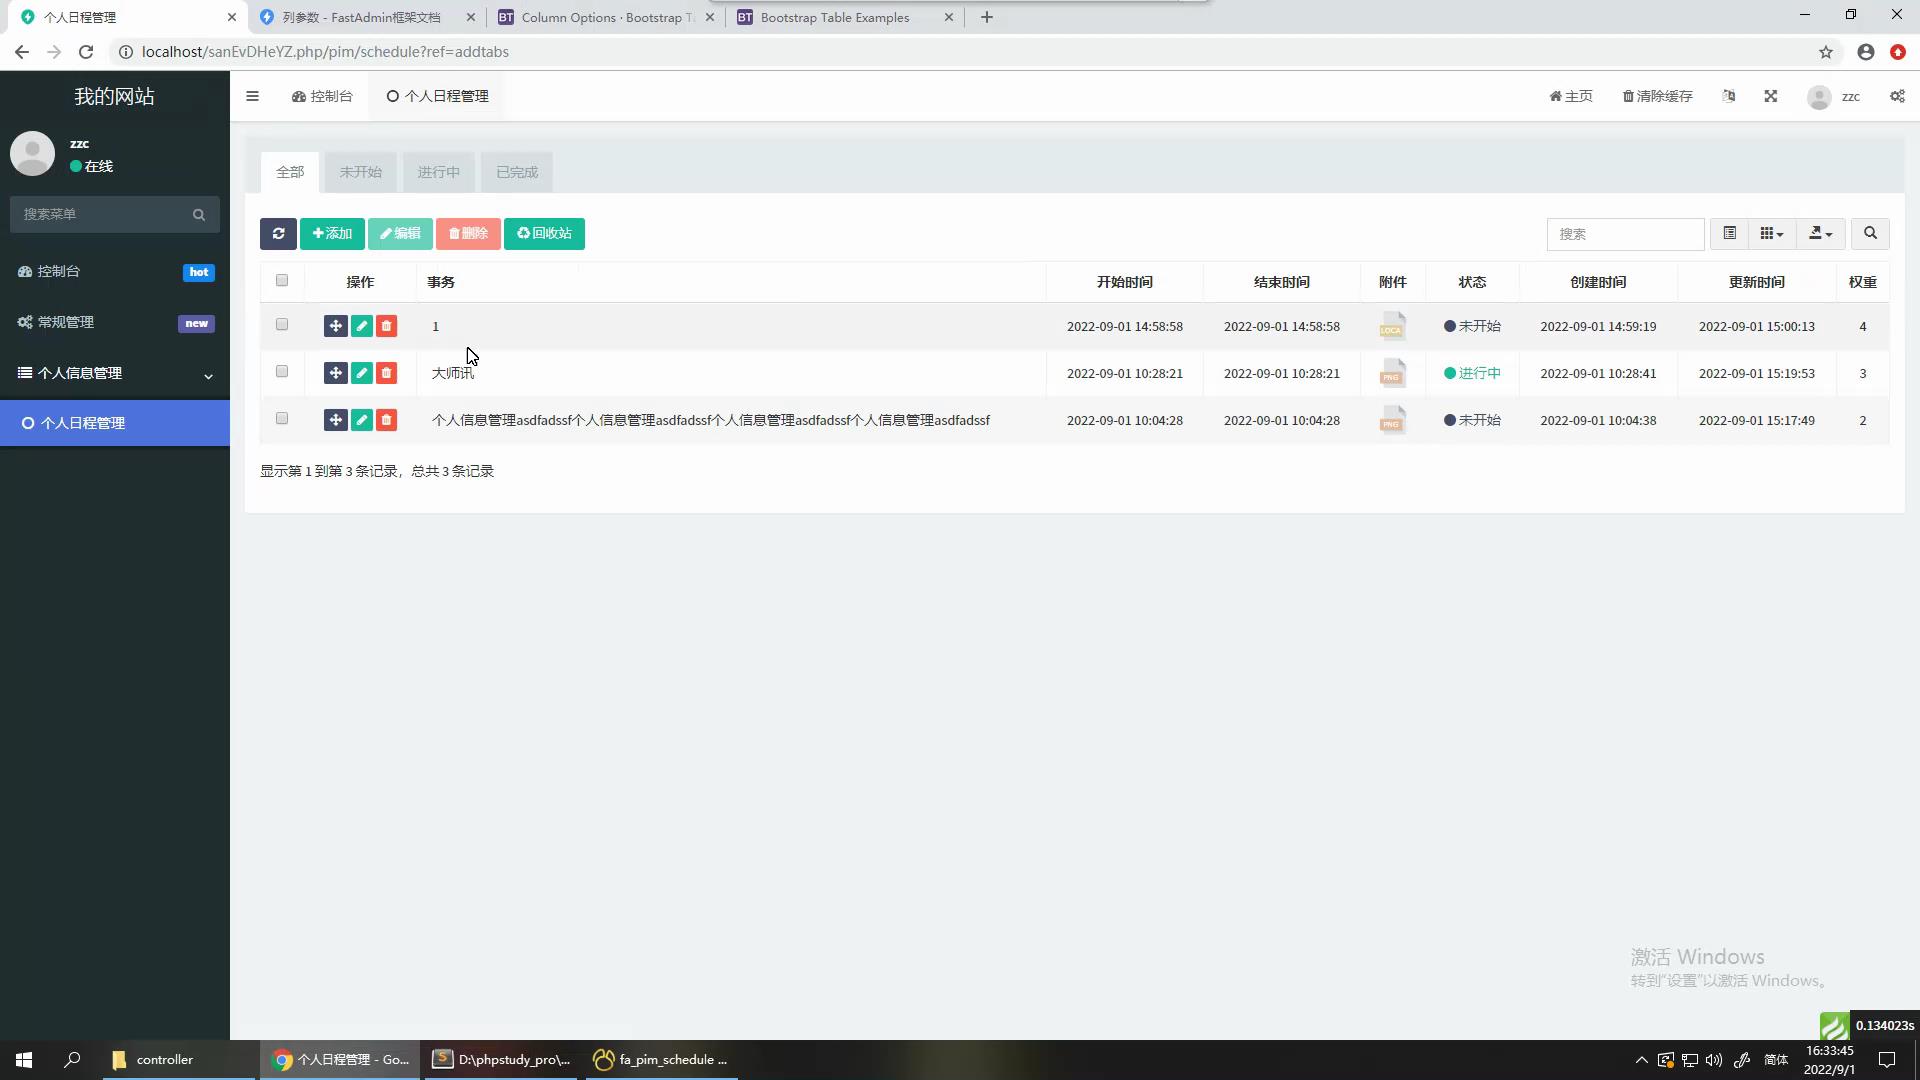 个人日程管理
列参数 - FastAdmin框架文档
Column Options · Bootstrap T
Bootstrap Table Examples
localhost/sanEvDHeYZ.php/pim/schedule?ref=addtabs
我的网站
控制台
个人日程管理
主页
清除缓存
zzc
zzc
在线
搜索菜单
控制台
hot
常规管理
new
个人信息管理
个人日程管理
全部
未开始
进行中
已完成
添加
编辑
删除
回收站
搜索
操作 事务 开始时间 结束时间 附件 状态 创建时间 更新时间 权重
1 2022-09-01 14:58:58 2022-09-01 14:58:58 LOCA 未开始 2022-09-01 14:59:19 2022-09-01 15:00:13 4
大师讯 2022-09-01 10:28:21 2022-09-01 10:28:21 PNG 进行中 2022-09-01 10:28:41 2022-09-01 15:19:53 3
个人信息管理asdfadssf个人信息管理asdfadssf个人信息管理asdfadssf个人信息管理asdfadssf 2022-09-01 10:04:28 2022-09-01 10:04:28 PNG 未开始 2022-09-01 10:04:38 2022-09-01 15:17:49 2
显示第 1 到第 3 条记录，总共 3 条记录
激活 Windows
转到"设置"以激活 Windows。
0.134023s
controller
个人日程管理 - Go...
D:\phpstudy_pro\...
fa_pim_schedule ...
简体
16:33:45
2022/9/1